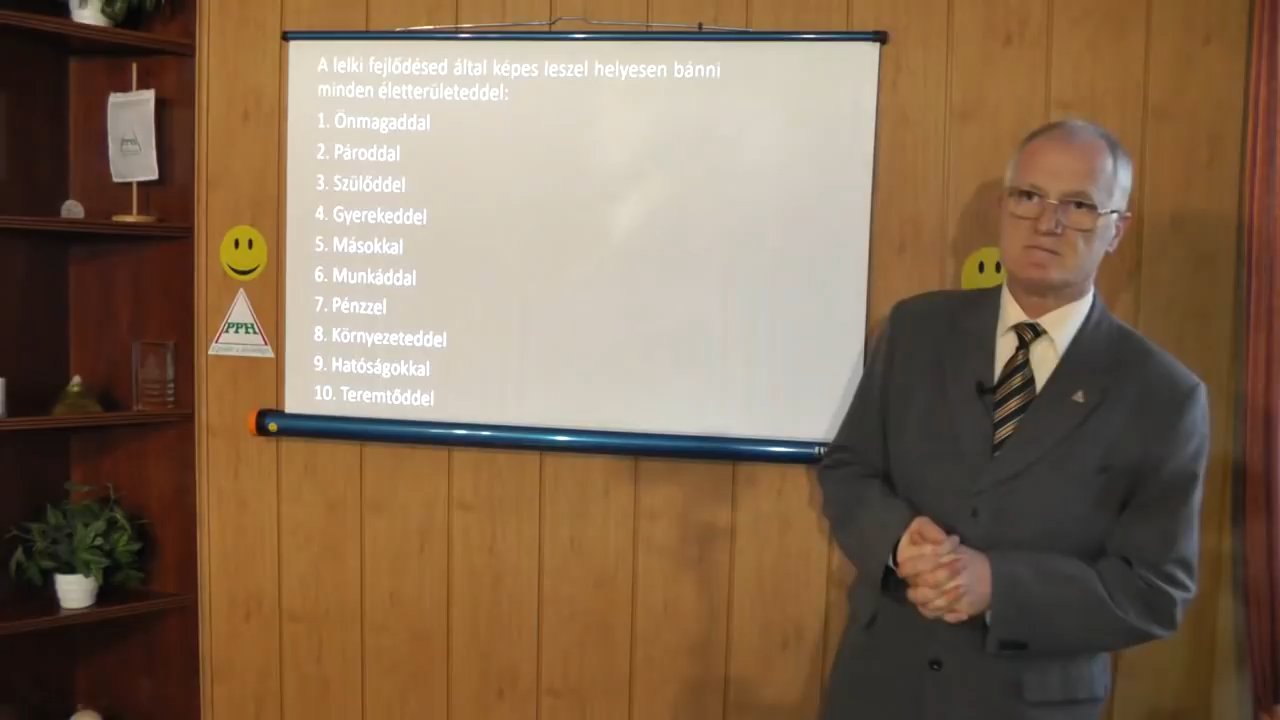 A lelki fejlődésed által képes leszel helyesen bánni
minden életterületeddel:
1. Önmagaddal
2. Pároddal
3. Szülőddel
4. Gyerekeddel
5. Másokkal
6. Munkáddal
7. Pénzzel
8. Környezeteddel
9. Hatóságokkal
10. Teremtőddel
PPH